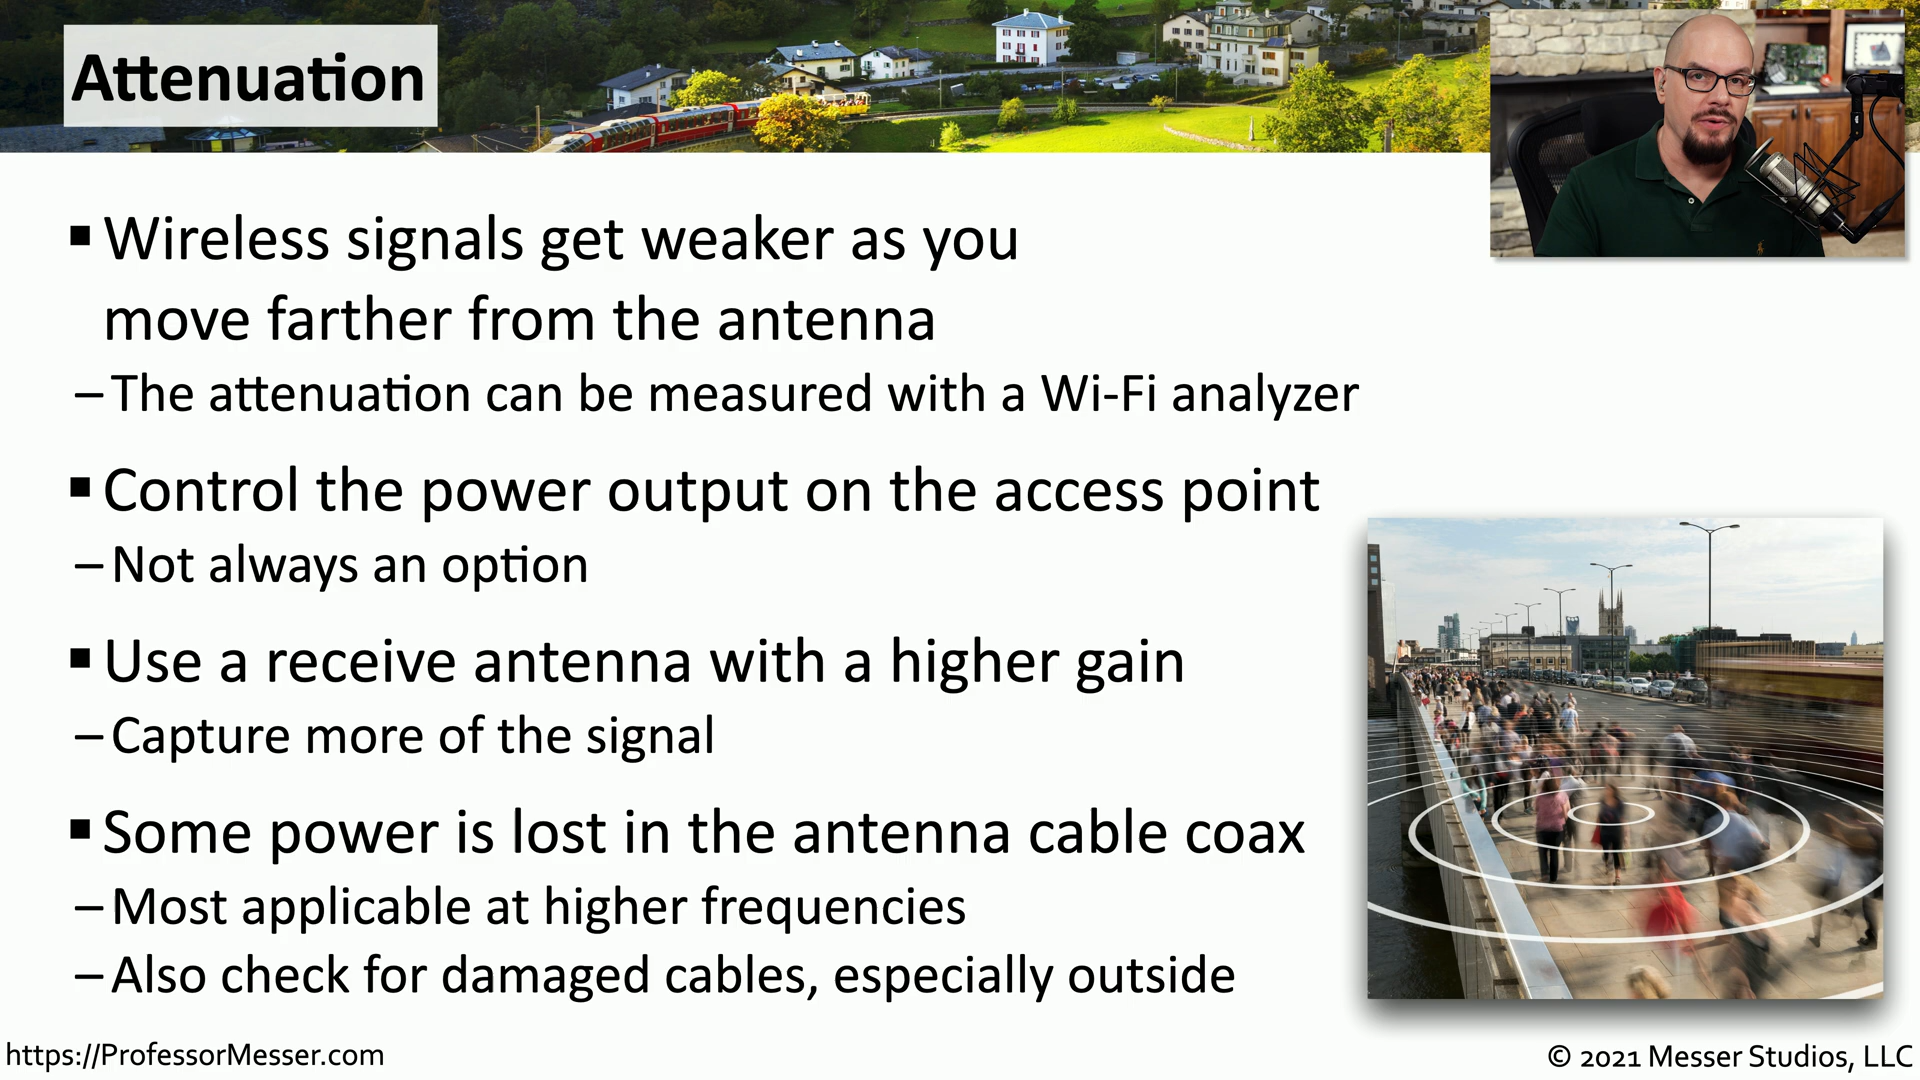 Attenuation
▪ Wireless signals get weaker as you
move farther from the antenna
– The attenuation can be measured with a Wi-Fi analyzer
▪ Control the power output on the access point
– Not always an option
▪ Use a receive antenna with a higher gain
– Capture more of the signal
▪ Some power is lost in the antenna cable coax
– Most applicable at higher frequencies
– Also check for damaged cables, especially outside
https://ProfessorMesser.com
© 2021 Messer Studios, LLC